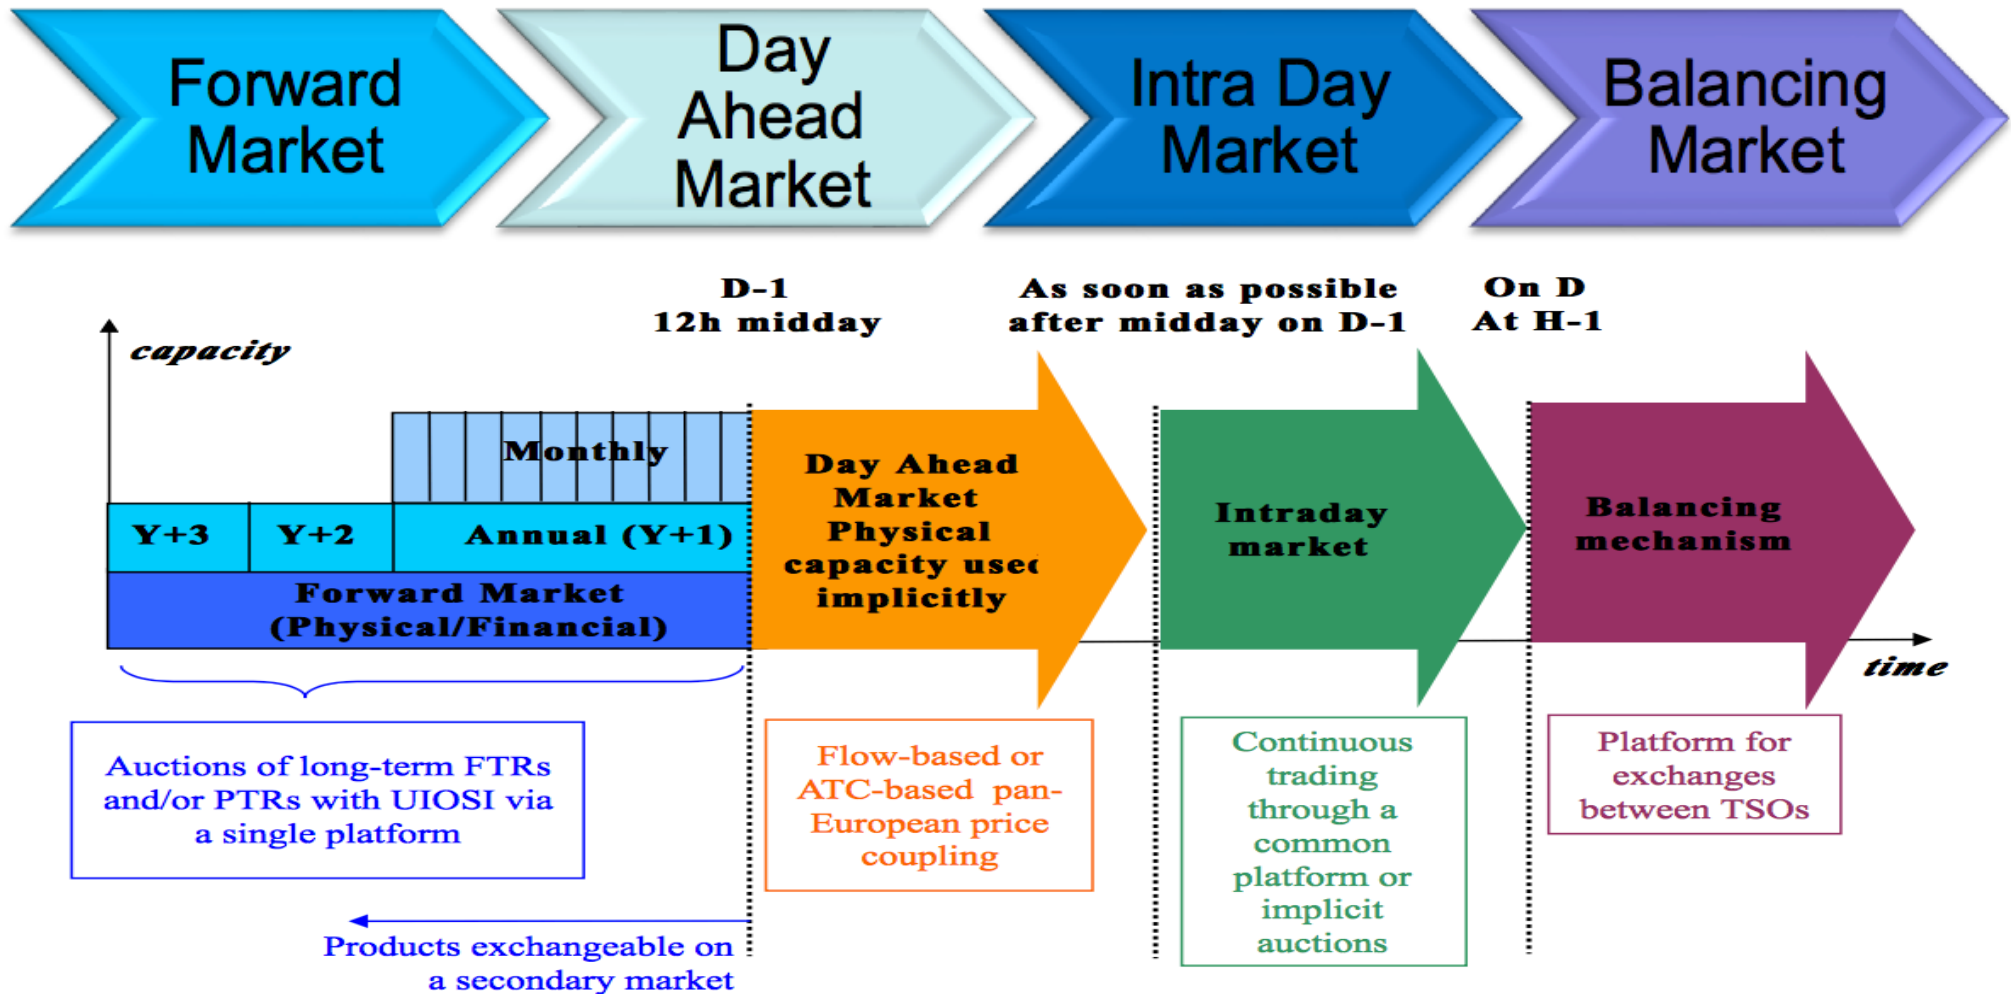 Forward
Market
Day
Ahead
Market
Intra Day
Market
Balancing
Market
D-1
12h midday
As soon as possible
after midday on D-1
On D
At H-1
capacity
Monthly
Y+3
Y+2
Annual (Y+1)
Forward Market
(Physical/Financial)
Day Ahead
Market
Physical
capacity used
implicitly
Intraday
market
Balancing
mechanism
time
Auctions of long-term FTRs
and/or PTRs with UIOSI via
a single platform
Flow-based or
ATC-based pan-
European price
coupling
Continuous
trading
through a
common
platform or
implicit
auctions
Platform for
exchanges
between TSOs
Products exchangeable on
a secondary market